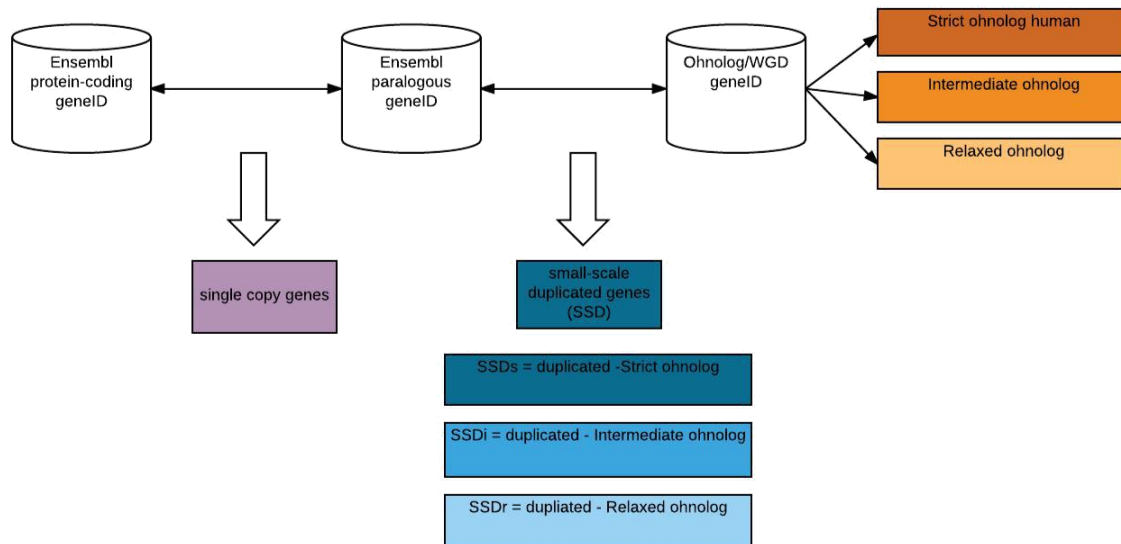 Ensembl
protein-coding
geneID
Ensembl
paralogous
geneID
Ohnolog/WGD
geneID
Strict ohnolog human
Intermediate ohnolog
Relaxed ohnolog
single copy genes
small-scale
duplicated genes
(SSD)
SSDs = duplicated -Strict ohnolog
SSDi = duplicated - Intermediate ohnolog
SSDr = dupliated - Relaxed ohnolog